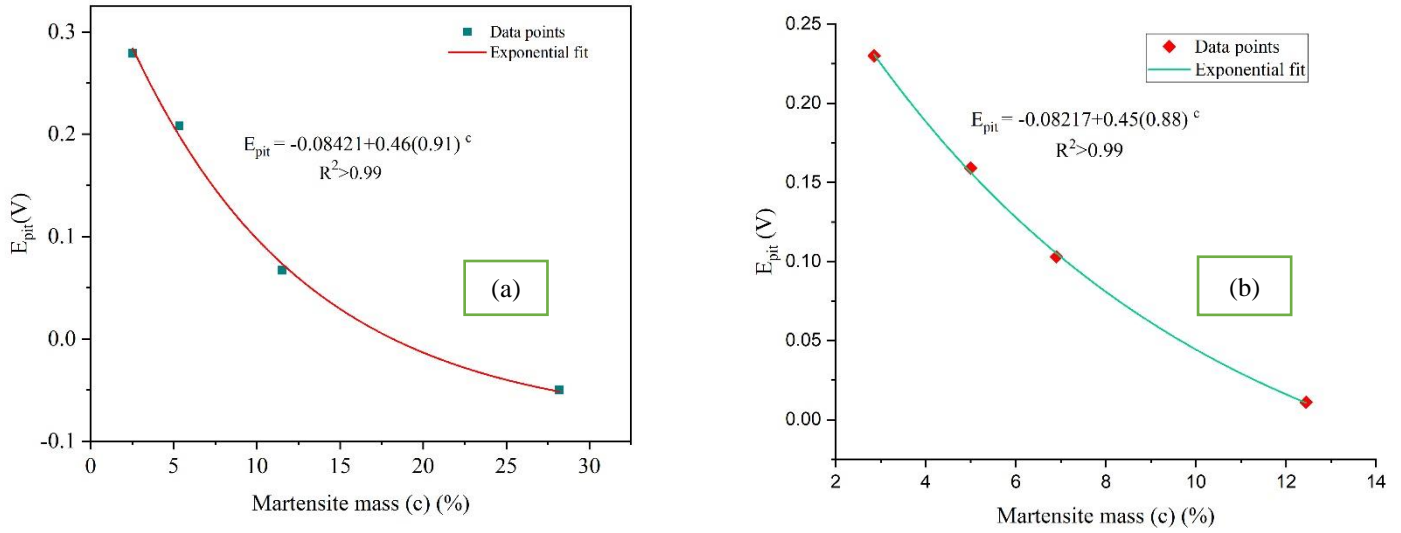 0.3
0.2
0.1
0.0
-0.1
0
5
10
15
20
25
30
E_pit(V)
Martensite mass (c) (%)
Data points
Exponential fit
E_pit = -0.08421+0.46(0.91) ^c
R^2>0.99
(a)
0.25
0.20
0.15
0.10
0.05
0.00
2
4
6
8
10
12
14
E_pit (V)
Martensite mass (c) (%)
Data points
Exponential fit
E_pit = -0.08217+0.45(0.88) ^c
R^2>0.99
(b)